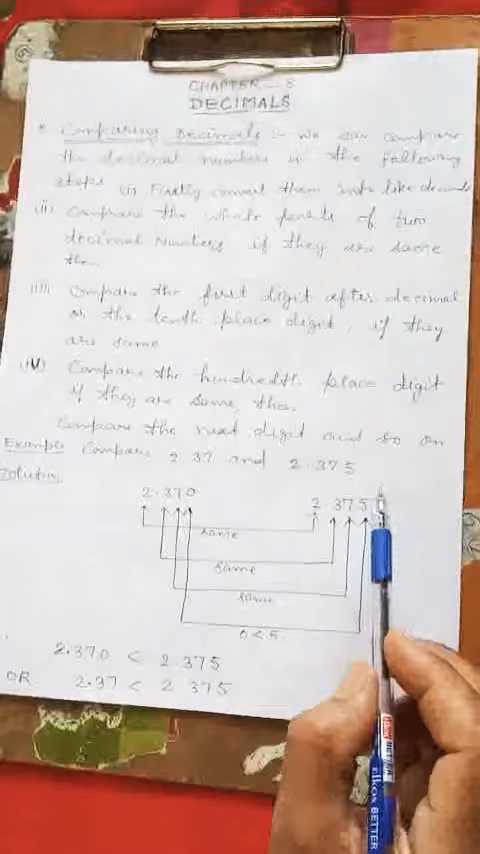 CHAPTER - 8
DECIMALS
* Comparing Decimals :- We can compare
the decimal numbers in the following
steps (i) Firstly convert them into like decimals
(ii) Compare the whole parts of two
decimal numbers if they are same
then
(iii) Compare the first digit after decimal
or the tenth place digit, if they
are same
(iv) Compare the hundredth place digit
if they are same, then
Compare the next digit and so on
Example Compare 2.37 and 2.375
Solution
2.370 2.375
same
same
same
0 < 5
2.370 < 2.375
OR 2.37 < 2.375
elkos BETTER